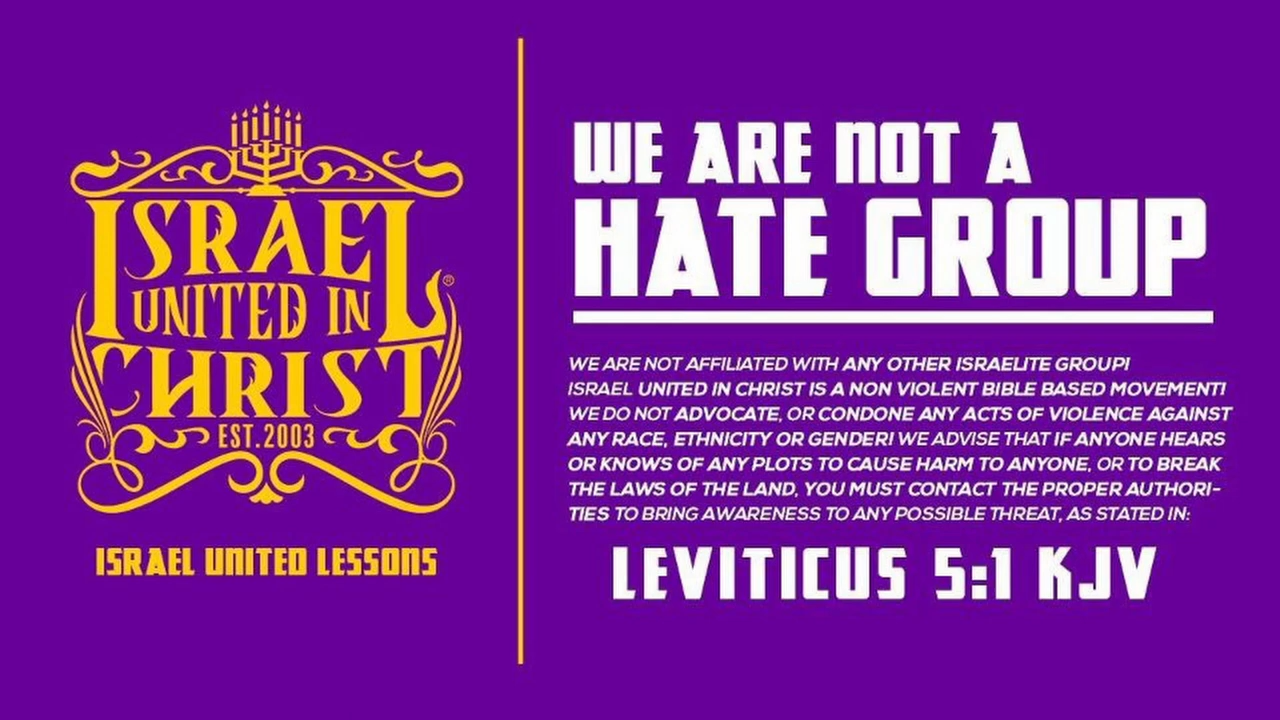 ISRAEL
UNITED IN
CHRIST
®
EST. 2003
ISRAEL UNITED LESSONS
WE ARE NOT A
HATE GROUP
WE ARE NOT AFFILIATED WITH ANY OTHER ISRAELITE GROUP!
ISRAEL UNITED IN CHRIST IS A NON VIOLENT BIBLE BASED MOVEMENT!
WE DO NOT ADVOCATE, OR CONDONE ANY ACTS OF VIOLENCE AGAINST
ANY RACE, ETHNICITY OR GENDER! WE ADVISE THAT IF ANYONE HEARS
OR KNOWS OF ANY PLOTS TO CAUSE HARM TO ANYONE, OR TO BREAK
THE LAWS OF THE LAND, YOU MUST CONTACT THE PROPER AUTHORI-
TIES TO BRING AWARENESS TO ANY POSSIBLE THREAT, AS STATED IN:
LEVITICUS 5:1 KJV